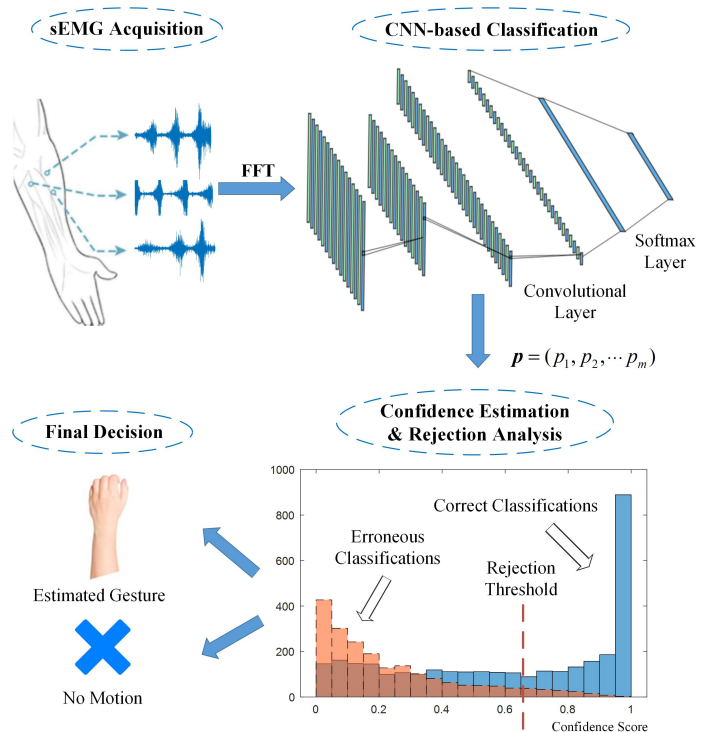 sEMG Acquisition
CNN-based Classification
FFT
Softmax
Layer
Convolutional
Layer
p = ( p1, p2, ⋯ pm)
Confidence Estimation
& Rejection Analysis
Final Decision
Estimated Gesture
No Motion
1000
800
600
400
200
0
Correct Classifications
Erroneous
Classifications
Rejection
Threshold
0 0.2 0.4 0.6 0.8 1
Confidence Score